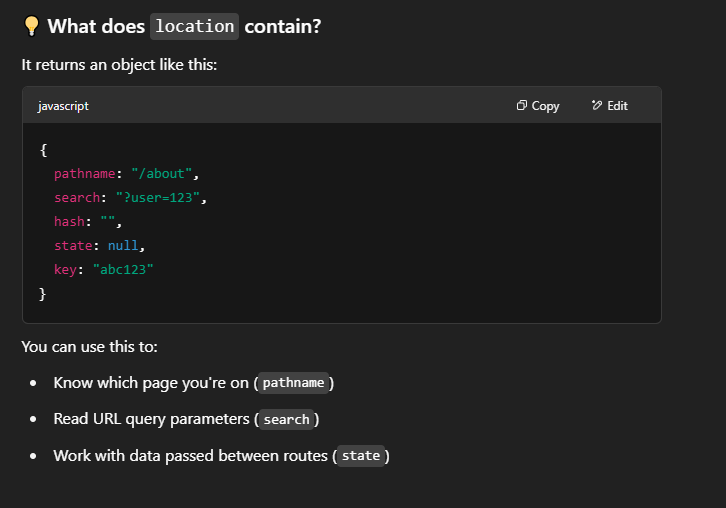 💡 What does location contain?
It returns an object like this:
javascript Copy Edit
{
  pathname: "/about",
  search: "?user=123",
  hash: "",
  state: null,
  key: "abc123"
}
You can use this to:
• Know which page you're on (pathname)
• Read URL query parameters (search)
• Work with data passed between routes (state)